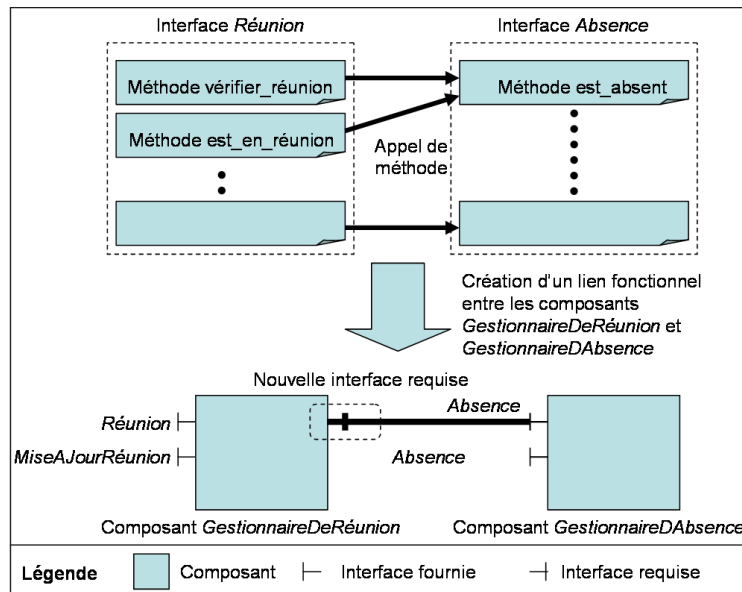 Interface Réunion
Interface Absence
Méthode vérifier_réunion
Méthode est_absent
Méthode est_en_réunion
Appel de
méthode
Création d'un lien fonctionnel
entre les composants
GestionnaireDeRéunion et
GestionnaireDAbsence
Nouvelle interface requise
Réunion
Absence
MiseAJourRéunion
Absence
Composant GestionnaireDeRéunion
Composant GestionnaireDAbsence
Légende
Composant
Interface fournie
Interface requise